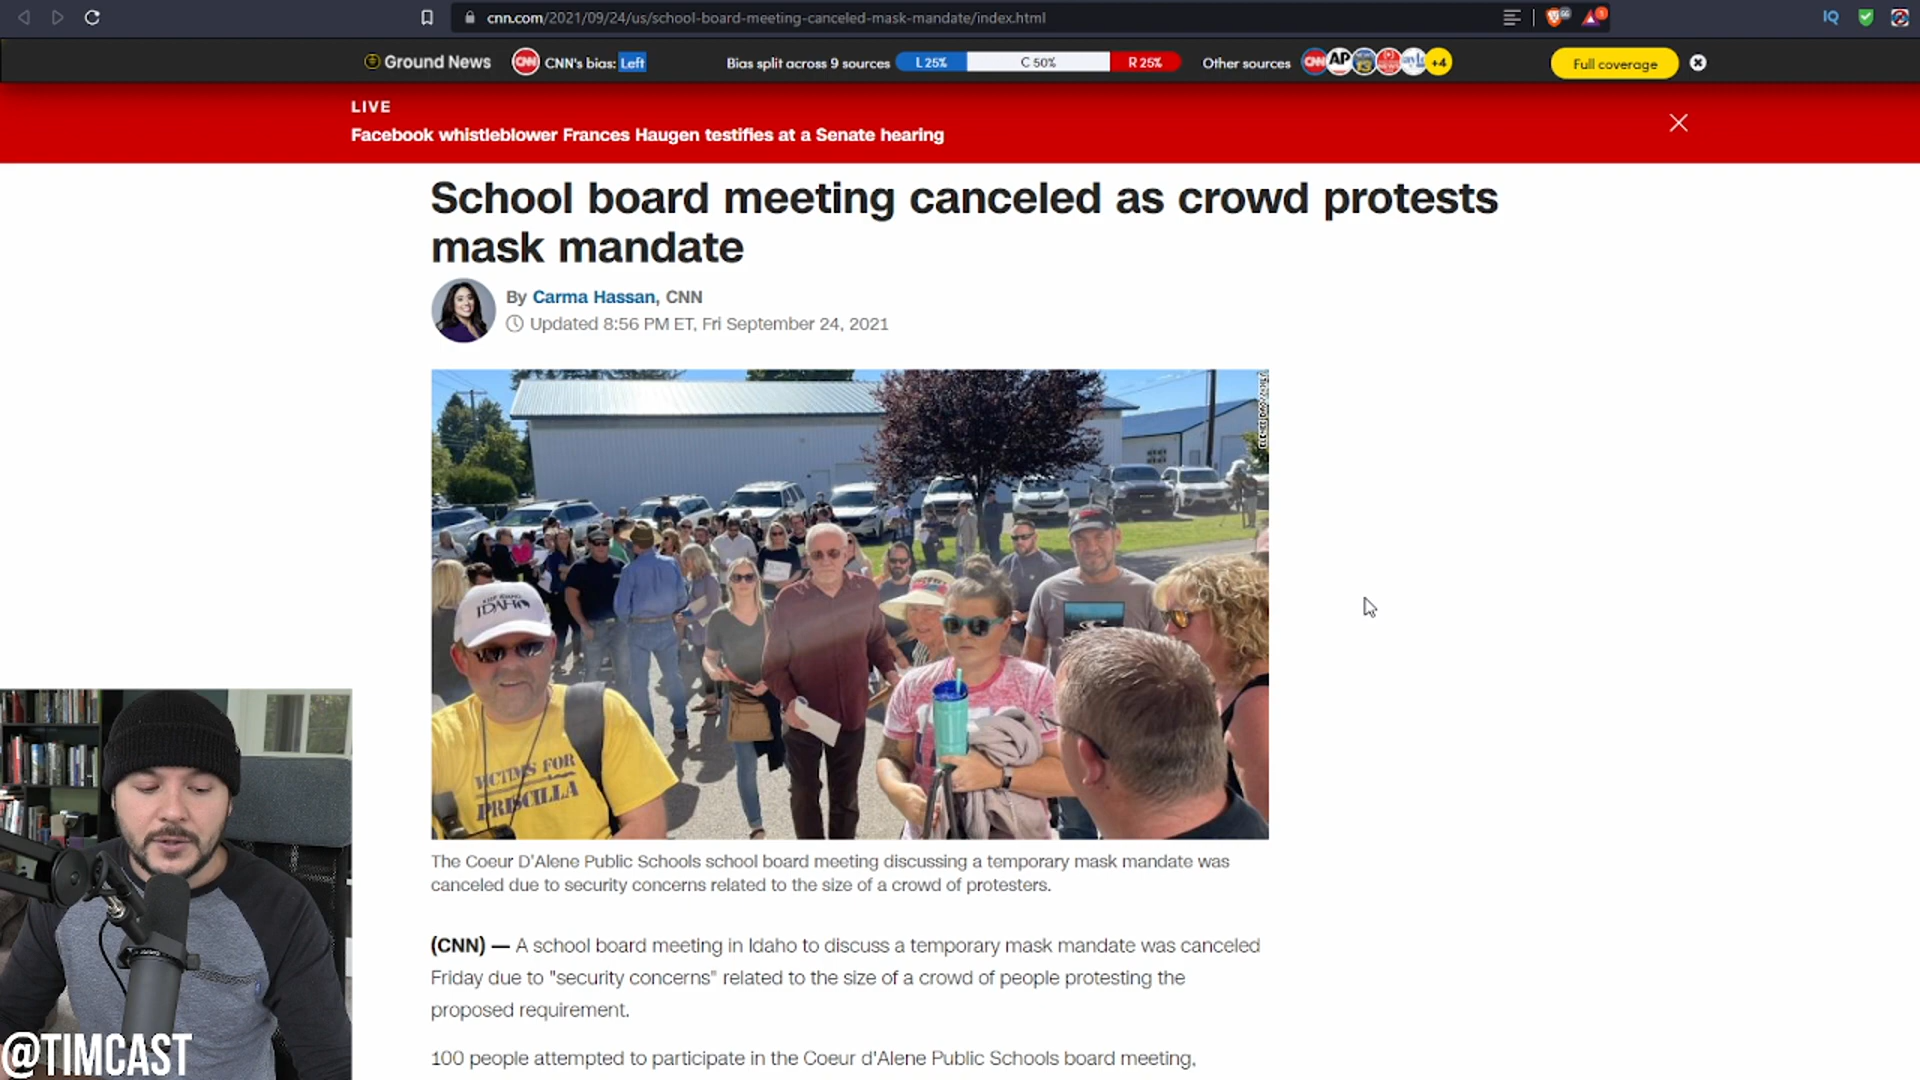 cnn.com/2021/09/24/us/school-board-meeting-canceled-mask-mandate/index.html
IQ
Ground News
CNN
CNN's bias: Left
Bias split across 9 sources
L 25%
C 50%
R 25%
Other sources
CNN
AP
+4
Full coverage
LIVE
Facebook whistleblower Frances Haugen testifies at a Senate hearing
School board meeting canceled as crowd protests
mask mandate
By Carma Hassan, CNN
Updated 8:56 PM ET, Fri September 24, 2021
IDAHO
VICTIMS FOR
PRISCILLA
The Coeur D'Alene Public Schools school board meeting discussing a temporary mask mandate was
canceled due to security concerns related to the size of a crowd of protesters.
(CNN) — A school board meeting in Idaho to discuss a temporary mask mandate was canceled
Friday due to "security concerns" related to the size of a crowd of people protesting the
proposed requirement.
100 people attempted to participate in the Coeur d'Alene Public Schools board meeting,
@TIMCAST